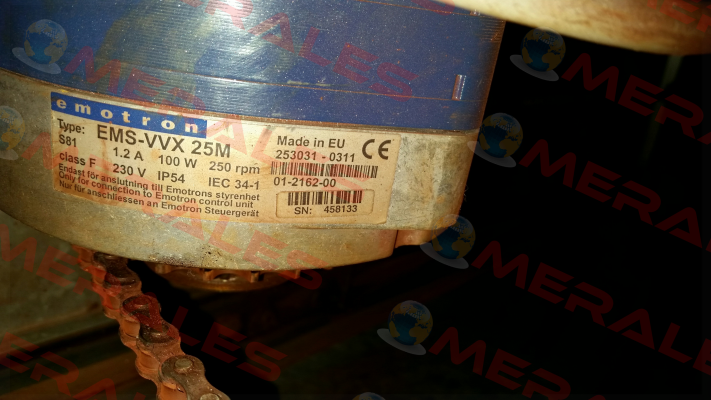 emotron
Type: EMS-VVX 25M
S81 1.2 A 100 W 250 rpm
class F 230 V IP54 IEC 34-1
Endast för anslutning till Emotrons styrenhet
Only for connection to Emotron control unit
Nur für anschliessen an Emotron Steuergerät
Made in EU CE
253031 - 0311
01-2162-00
SN: 458133
MERALES
MERALES
MERALES
MERALES
MERALES